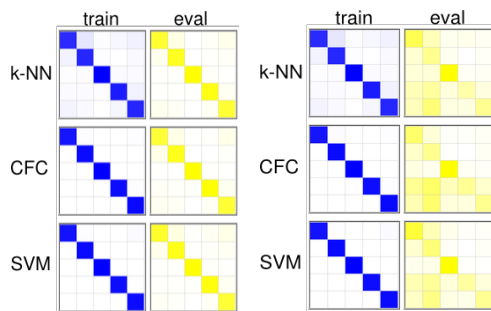 train eval
k-NN
CFC
SVM
train eval
k-NN
CFC
SVM